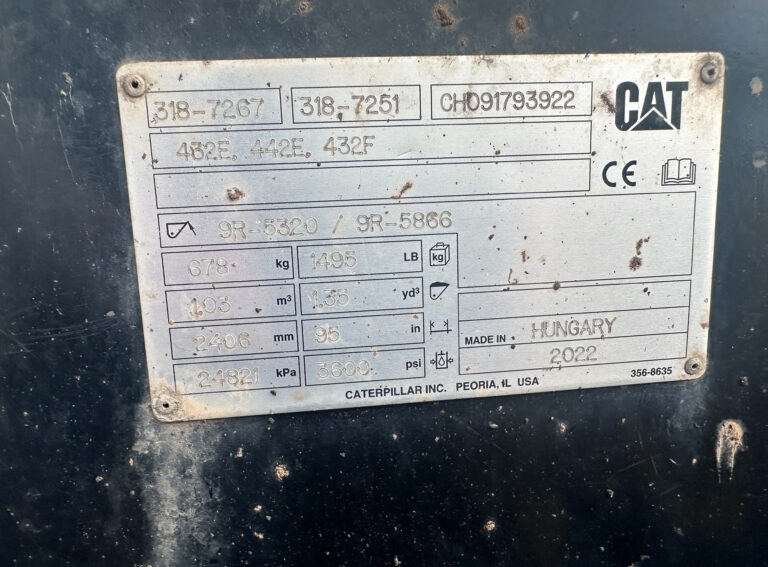 318-7267 318-7251 CH091793922 CAT
432E, 442E, 432F
CE
9R-5320 / 9R-5866
678 kg 1495 LB kg
1.03 m³ 1.35 yd³
2406 mm 95 in
MADE IN HUNGARY
24821 kPa 3600 psi
2022
CATERPILLAR INC. PEORIA, IL USA
356-8635